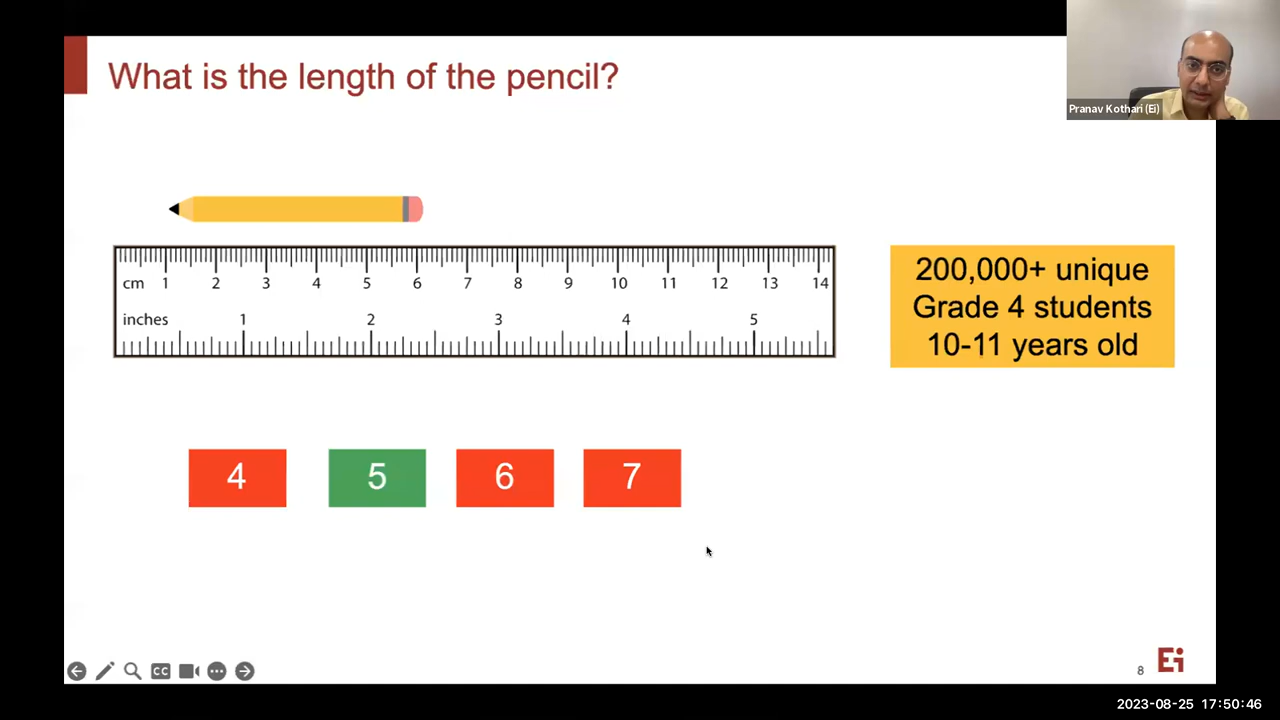 What is the length of the pencil?
Pranav Kothari (Ei)
cm 1 2 3 4 5 6 7 8 9 10 11 12 13 14
inches 1 2 3 4 5
200,000+ unique
Grade 4 students
10-11 years old
4 5 6 7
CC
8 Ei
2023-08-25 17:50:46